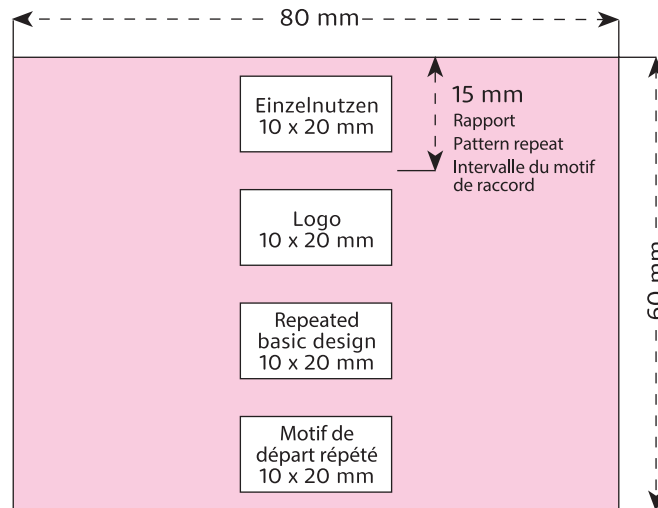 80 mm
Einzelnutzen
10 x 20 mm
15 mm
Rapport
Pattern repeat
Intervalle du motif
de raccord
Logo
10 x 20 mm
60 mm
Repeated
basic design
10 x 20 mm
Motif de
départ répété
10 x 20 mm